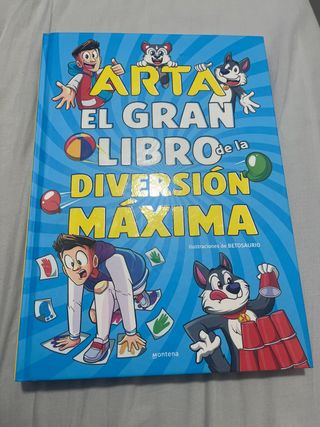 ARTA
EL GRAN
LIBRO de la
DIVERSIÓN
MÁXIMA
Ilustraciones de BETOSAURIO
montena